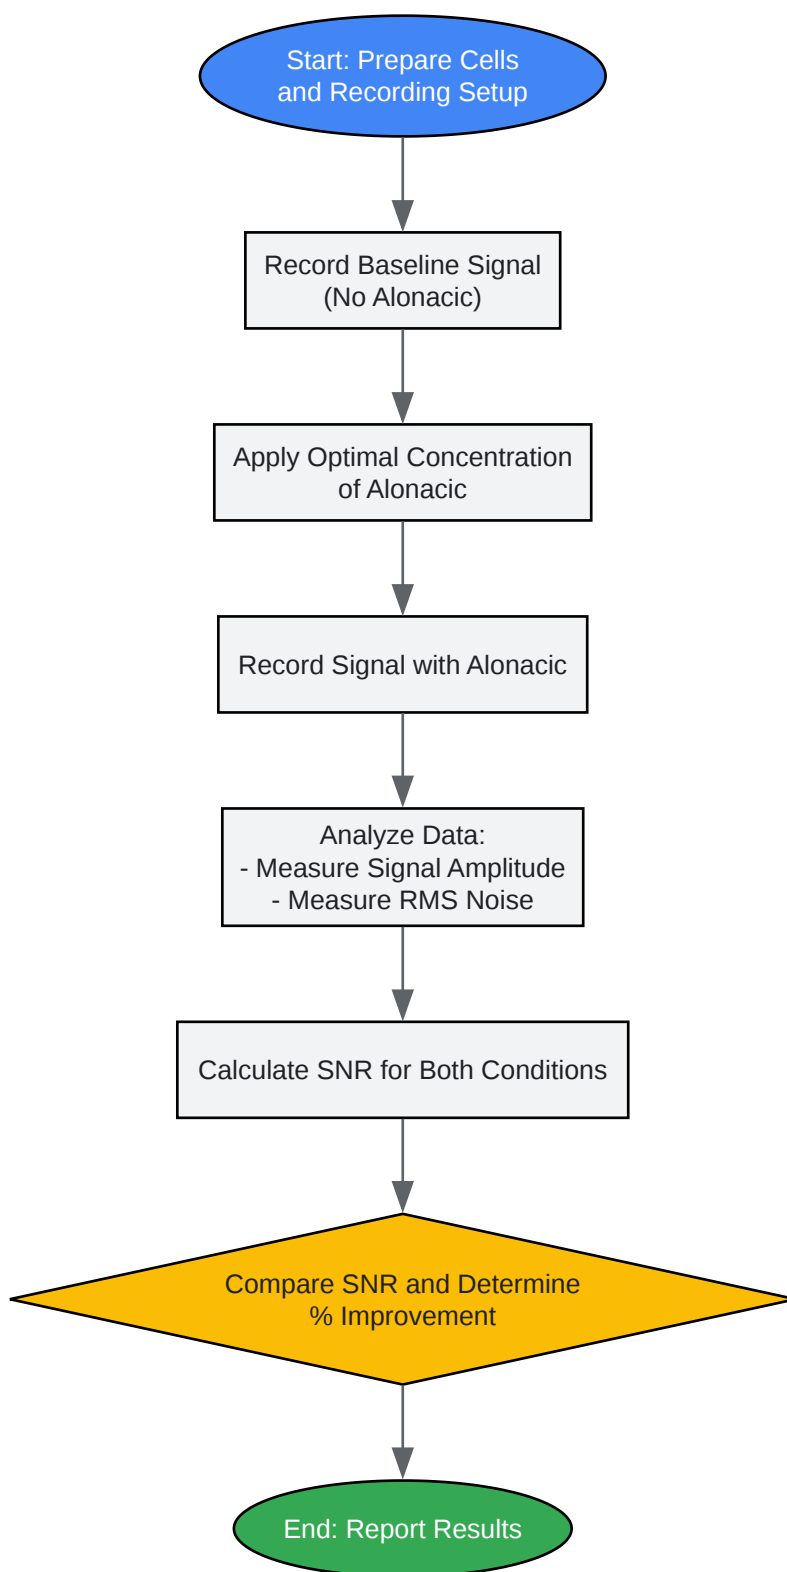 Start: Prepare Cells
and Recording Setup
Record Baseline Signal
(No Alonacic)
Apply Optimal Concentration
of Alonacic
Record Signal with Alonacic
Analyze Data:
- Measure Signal Amplitude
- Measure RMS Noise
Calculate SNR for Both Conditions
Compare SNR and Determine
% Improvement
End: Report Results